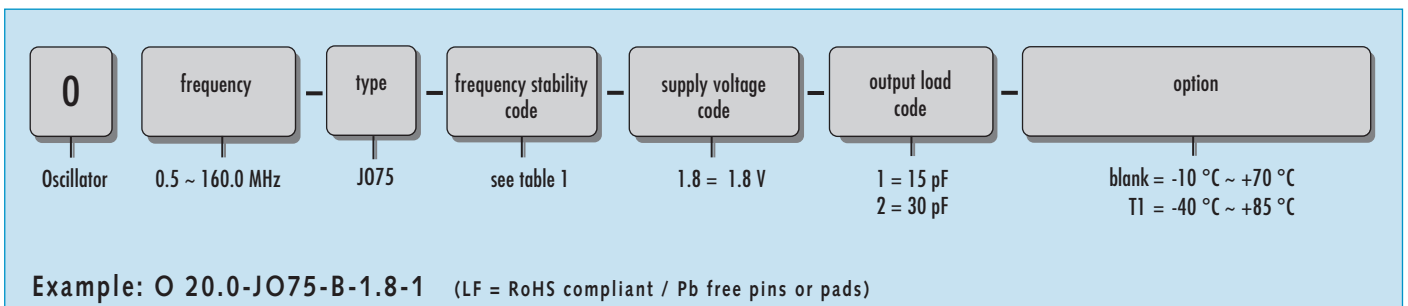 O
frequency
–
type
–
frequency stability
code
–
supply voltage
code
–
output load
code
–
option
Oscillator
0.5 ~ 160.0 MHz
JO75
see table 1
1.8 = 1.8 V
1 = 15 pF
2 = 30 pF
blank = -10 °C ~ +70 °C
T1 = -40 °C ~ +85 °C
Example: O 20.0-JO75-B-1.8-1 (LF = RoHS compliant / Pb free pins or pads)